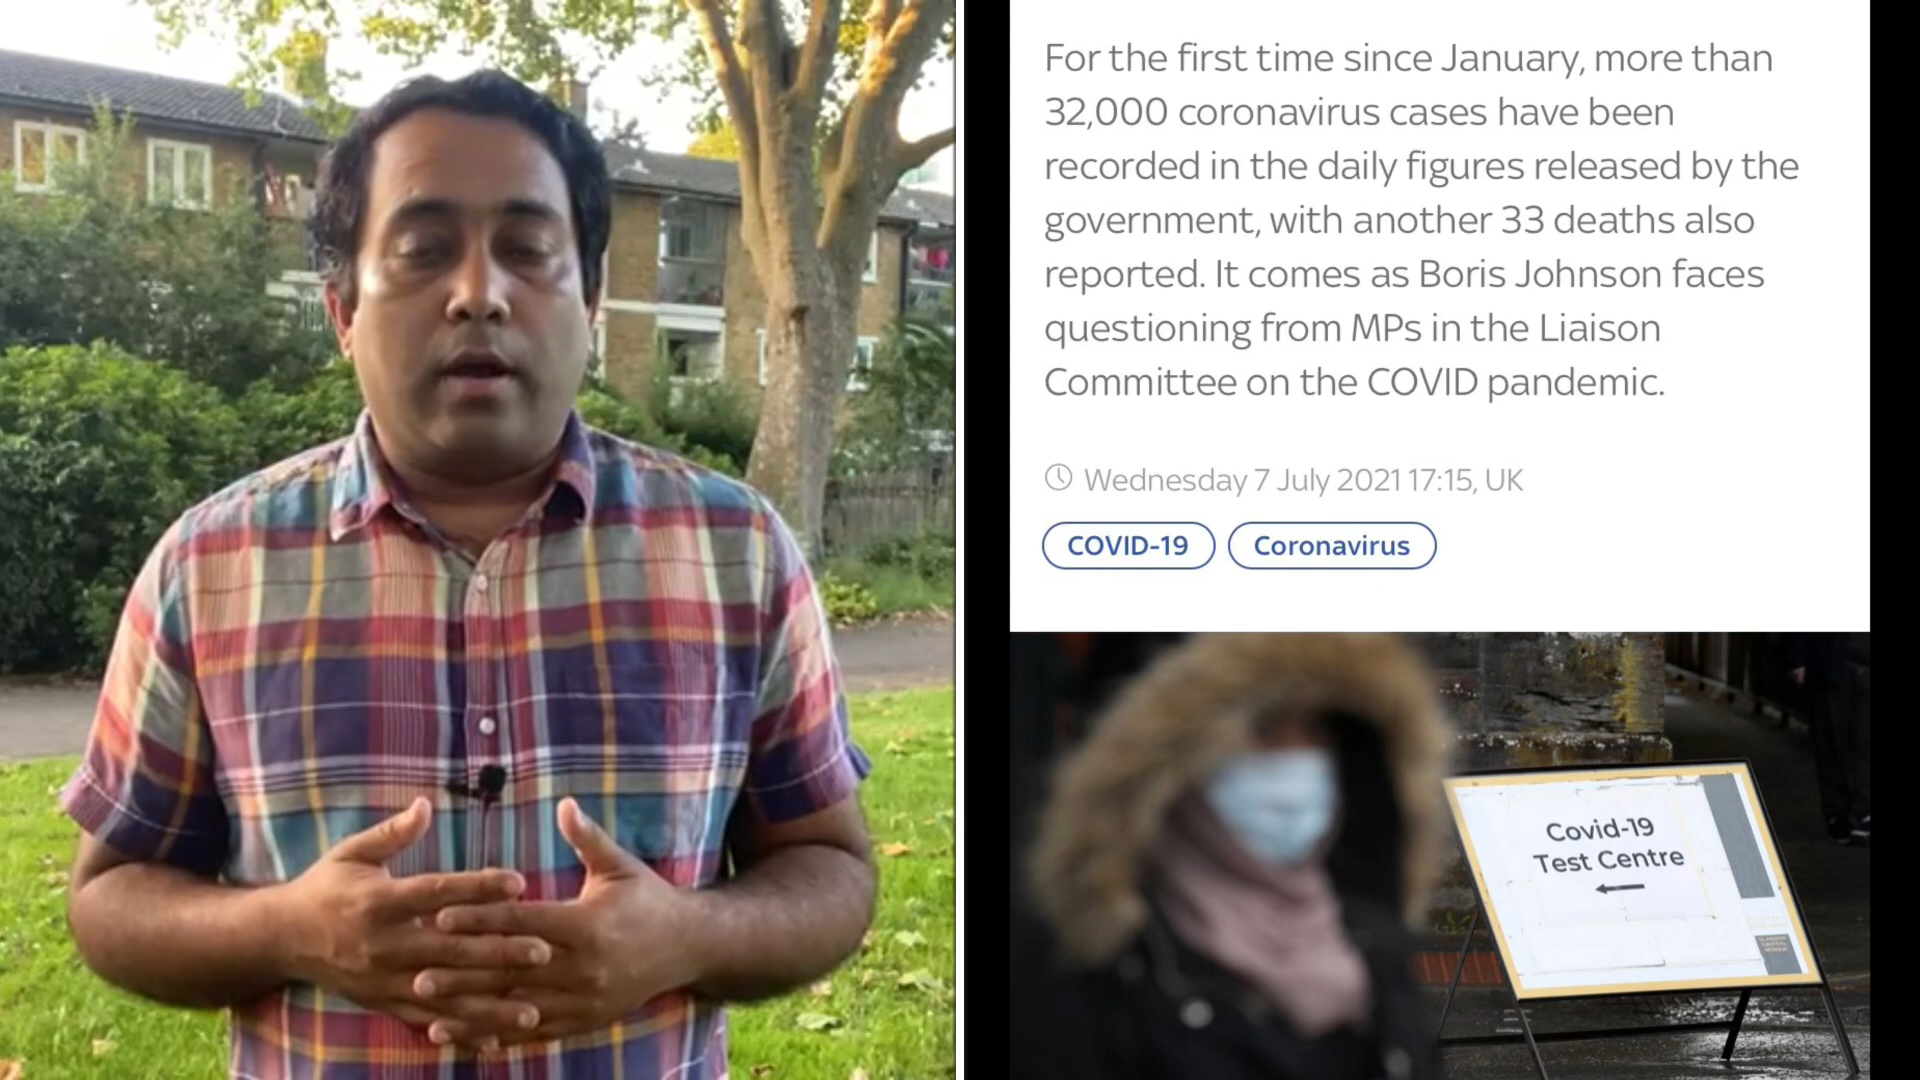 For the first time since January, more than
32,000 coronavirus cases have been
recorded in the daily figures released by the
government, with another 33 deaths also
reported. It comes as Boris Johnson faces
questioning from MPs in the Liaison
Committee on the COVID pandemic.
Wednesday 7 July 2021 17:15, UK
COVID-19 Coronavirus
Covid-19
Test Centre